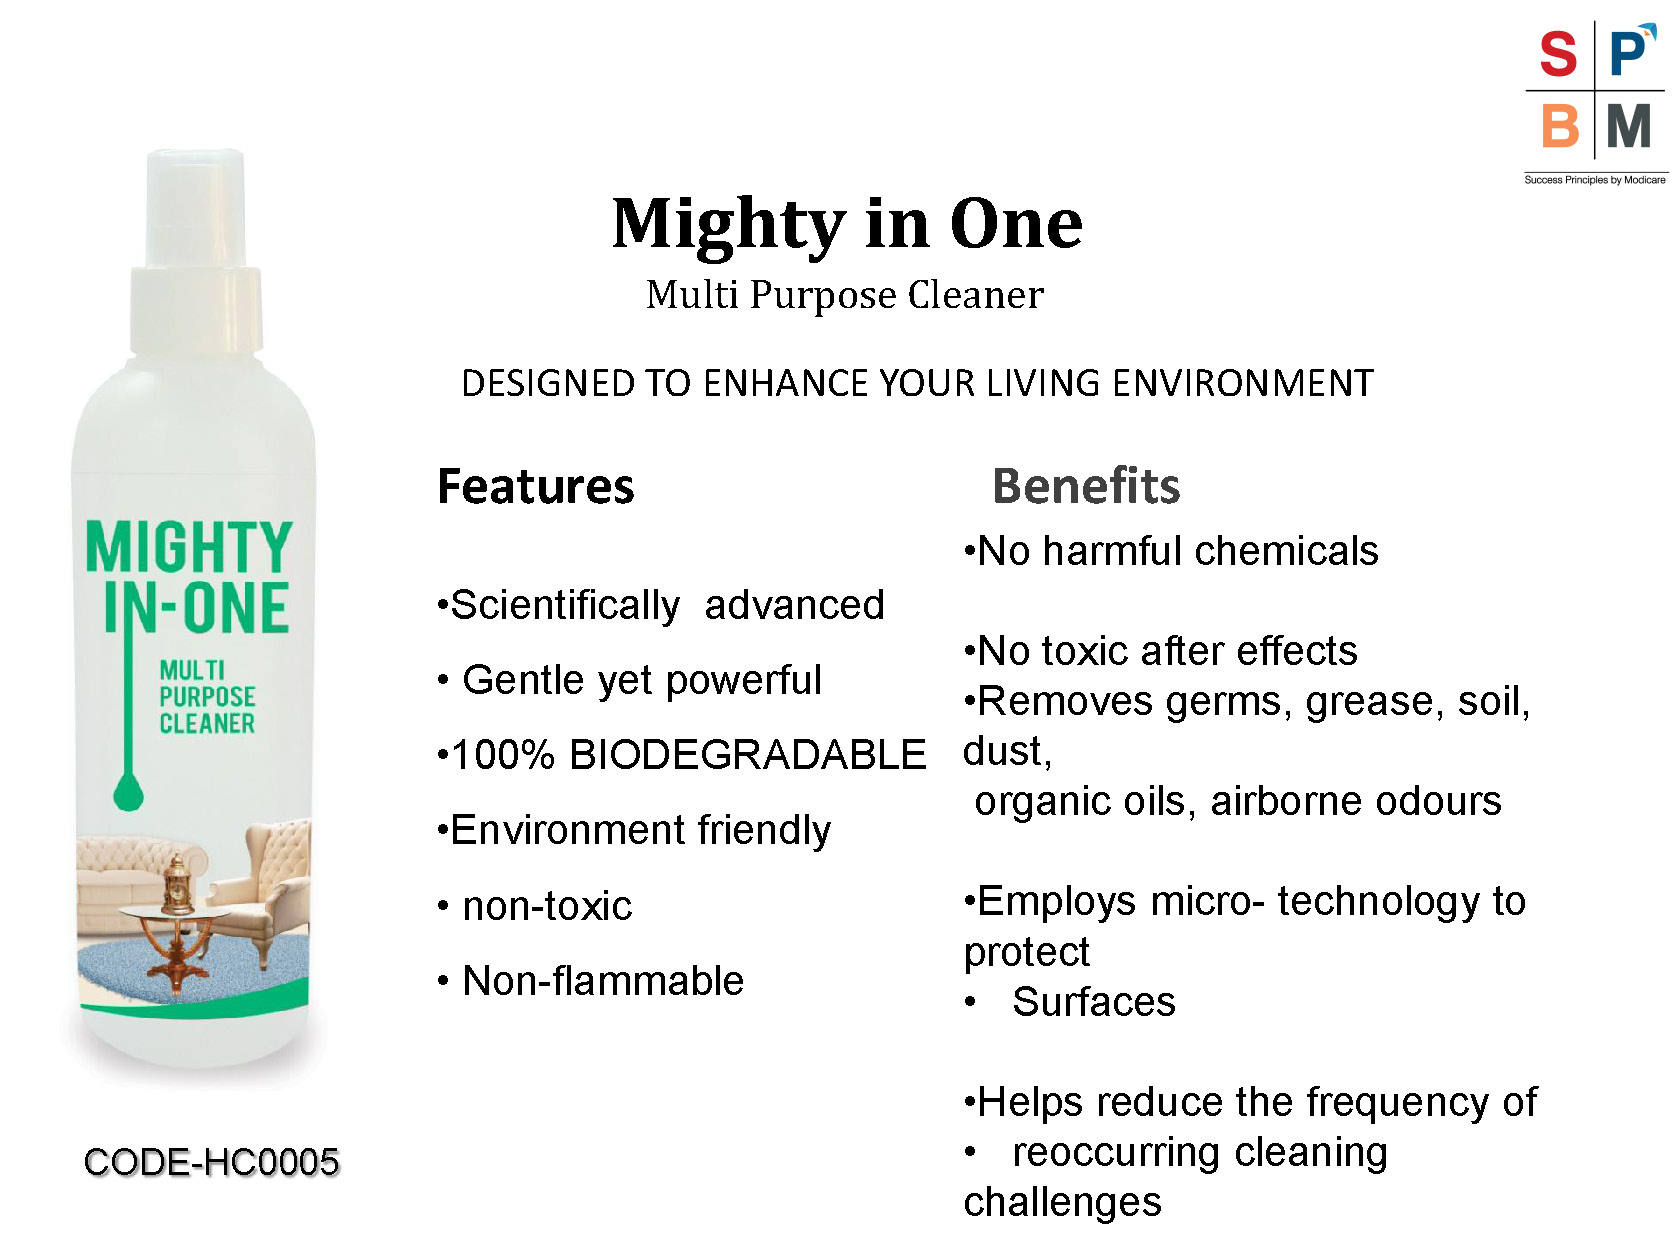 S P
B M
Success Principles by Modicare
Mighty in One
Multi Purpose Cleaner
DESIGNED TO ENHANCE YOUR LIVING ENVIRONMENT
MIGHTY
IN-ONE
MULTI
PURPOSE
CLEANER
CODE-HC0005
Features
•Scientifically advanced
• Gentle yet powerful
•100% BIODEGRADABLE
•Environment friendly
• non-toxic
• Non-flammable
Benefits
•No harmful chemicals
•No toxic after effects
•Removes germs, grease, soil,
dust,
organic oils, airborne odours
•Employs micro- technology to
protect
• Surfaces
•Helps reduce the frequency of
• reoccurring cleaning
challenges